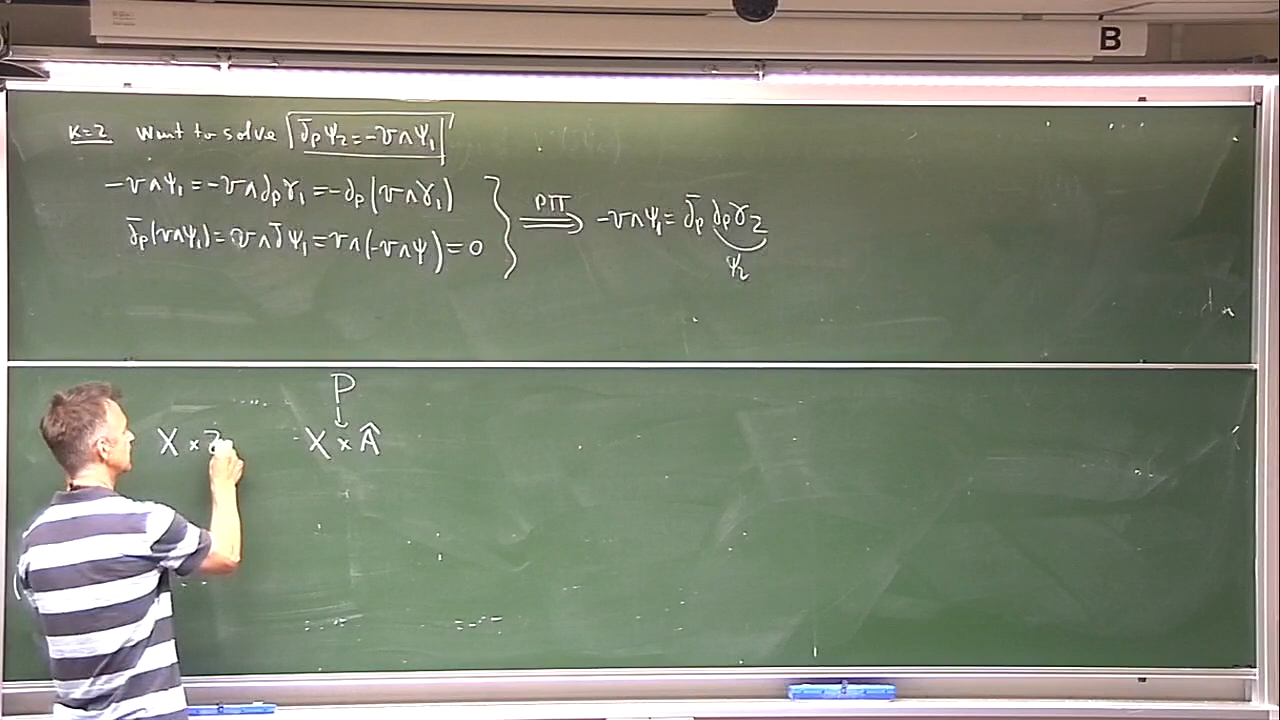 B
K=2 Want to solve ∂̄_P Ψ_2 = -v∧Ψ_1
-v∧Ψ_1 = -v∧∂_P γ_1 = -∂_P(v∧γ_1)
∂̄_P(v∧Ψ_1) = v∧∂̄Ψ_1 = v∧(-v∧Ψ) = 0
PTT ⟹ -v∧Ψ_1 = ∂̄_P ∂_P γ_2
Ψ_2
P
↓
X × X × Â